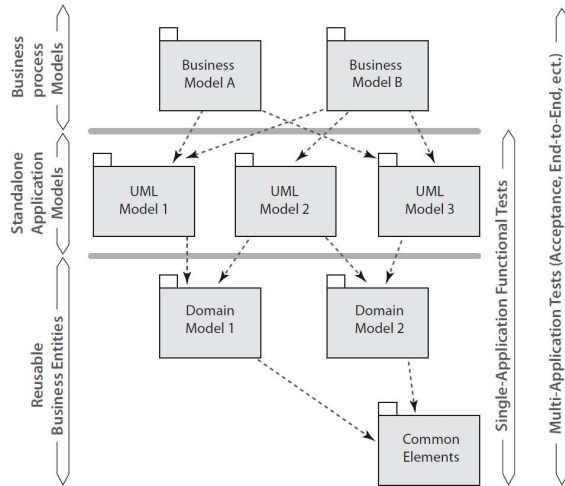 Business
process
Models
Business
Model A
Business
Model B
Standalone
Application
Models
UML
Model 1
UML
Model 2
UML
Model 3
Reusable
Business Entities
Domain
Model 1
Domain
Model 2
Common
Elements
Single-Application Functional Tests
Multi-Application Tests (Acceptance, End-to-End, ect.)